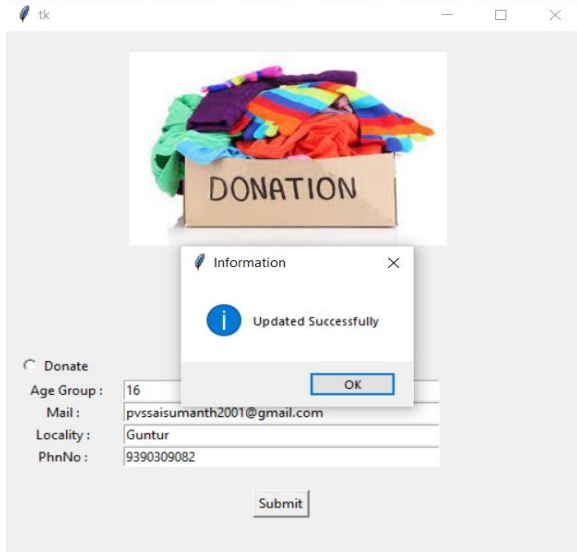 tk
DONATION
Information
Updated Successfully
OK
Donate
Age Group : 16
Mail : pvssaisumanth2001@gmail.com
Locality : Guntur
PhnNo : 9390309082
Submit